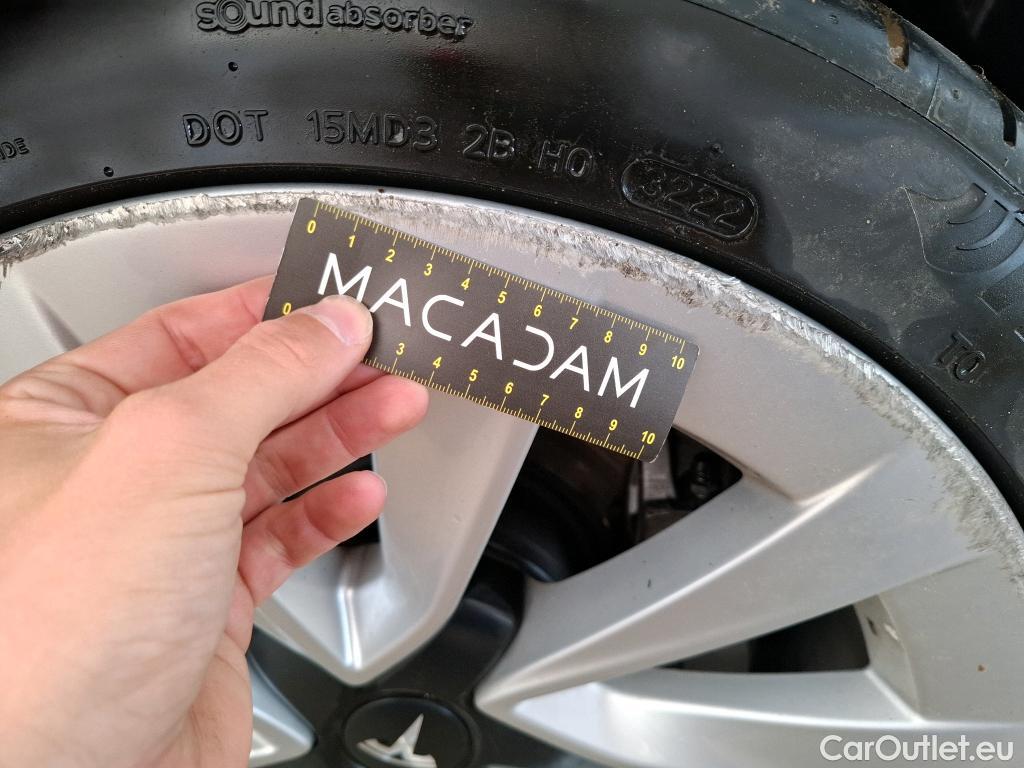 sound absorber
DOT 15MD3 2B H0 3222
TO
0 1 2 3 4 5 6 7 8 9 10
MACADAM
0 3 4 5 6 7 8 9 10
CarOutlet.eu